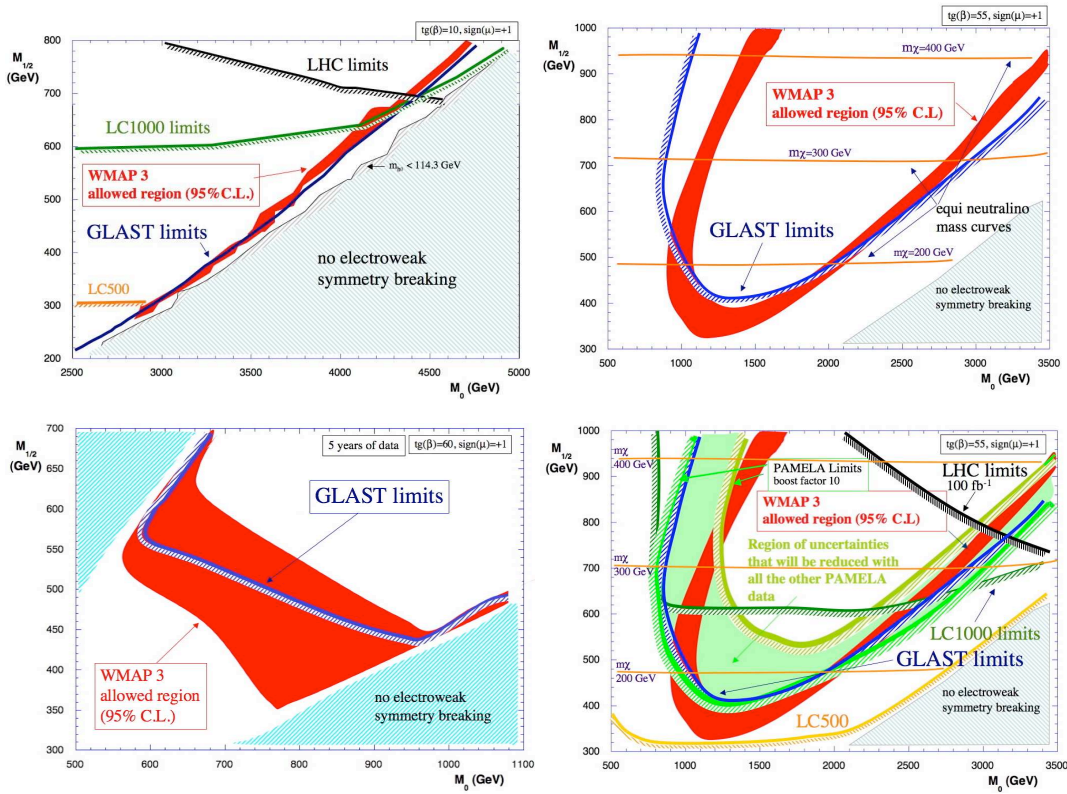 tg(β)=10, sign(μ)=+1
M1/2
(GeV)
800
700
600
500
400
300
200
LHC limits
LC1000 limits
WMAP 3
allowed region (95%C.L.)
mh0 < 114.3 GeV
GLAST limits
no electroweak
symmetry breaking
LC500
2500
3000
3500
4000
4500
5000
M0 (GeV)
tg(β)=55, sign(μ)=+1
M1/2
(GeV)
1000
900
800
700
600
500
400
300
mχ=400 GeV
WMAP 3
allowed region (95% C.L)
mχ=300 GeV
equi neutralino
mass curves
GLAST limits
mχ=200 GeV
no electroweak
symmetry breaking
500
1000
1500
2000
2500
3000
3500
M0 (GeV)
5 years of data
tg(β)=60, sign(μ)=+1
M1/2
(GeV)
700
650
600
550
500
450
400
350
300
GLAST limits
WMAP 3
allowed region
(95% C.L.)
no electroweak
symmetry breaking
500
600
700
800
900
1000
1100
M0 (GeV)
tg(β)=55, sign(μ)=+1
M1/2
(GeV)
1000
900
800
700
600
500
400
300
mχ
400 GeV
PAMELA Limits
boost factor 10
LHC limits
100 fb-1
WMAP 3
allowed region (95% C.L)
Region of uncertainties
that will be reduced with
all the other PAMELA
data
mχ
300 GeV
LC1000 limits
GLAST limits
mχ
200 GeV
no electroweak
symmetry breaking
LC500
500
1000
1500
2000
2500
3000
3500
M0 (GeV)